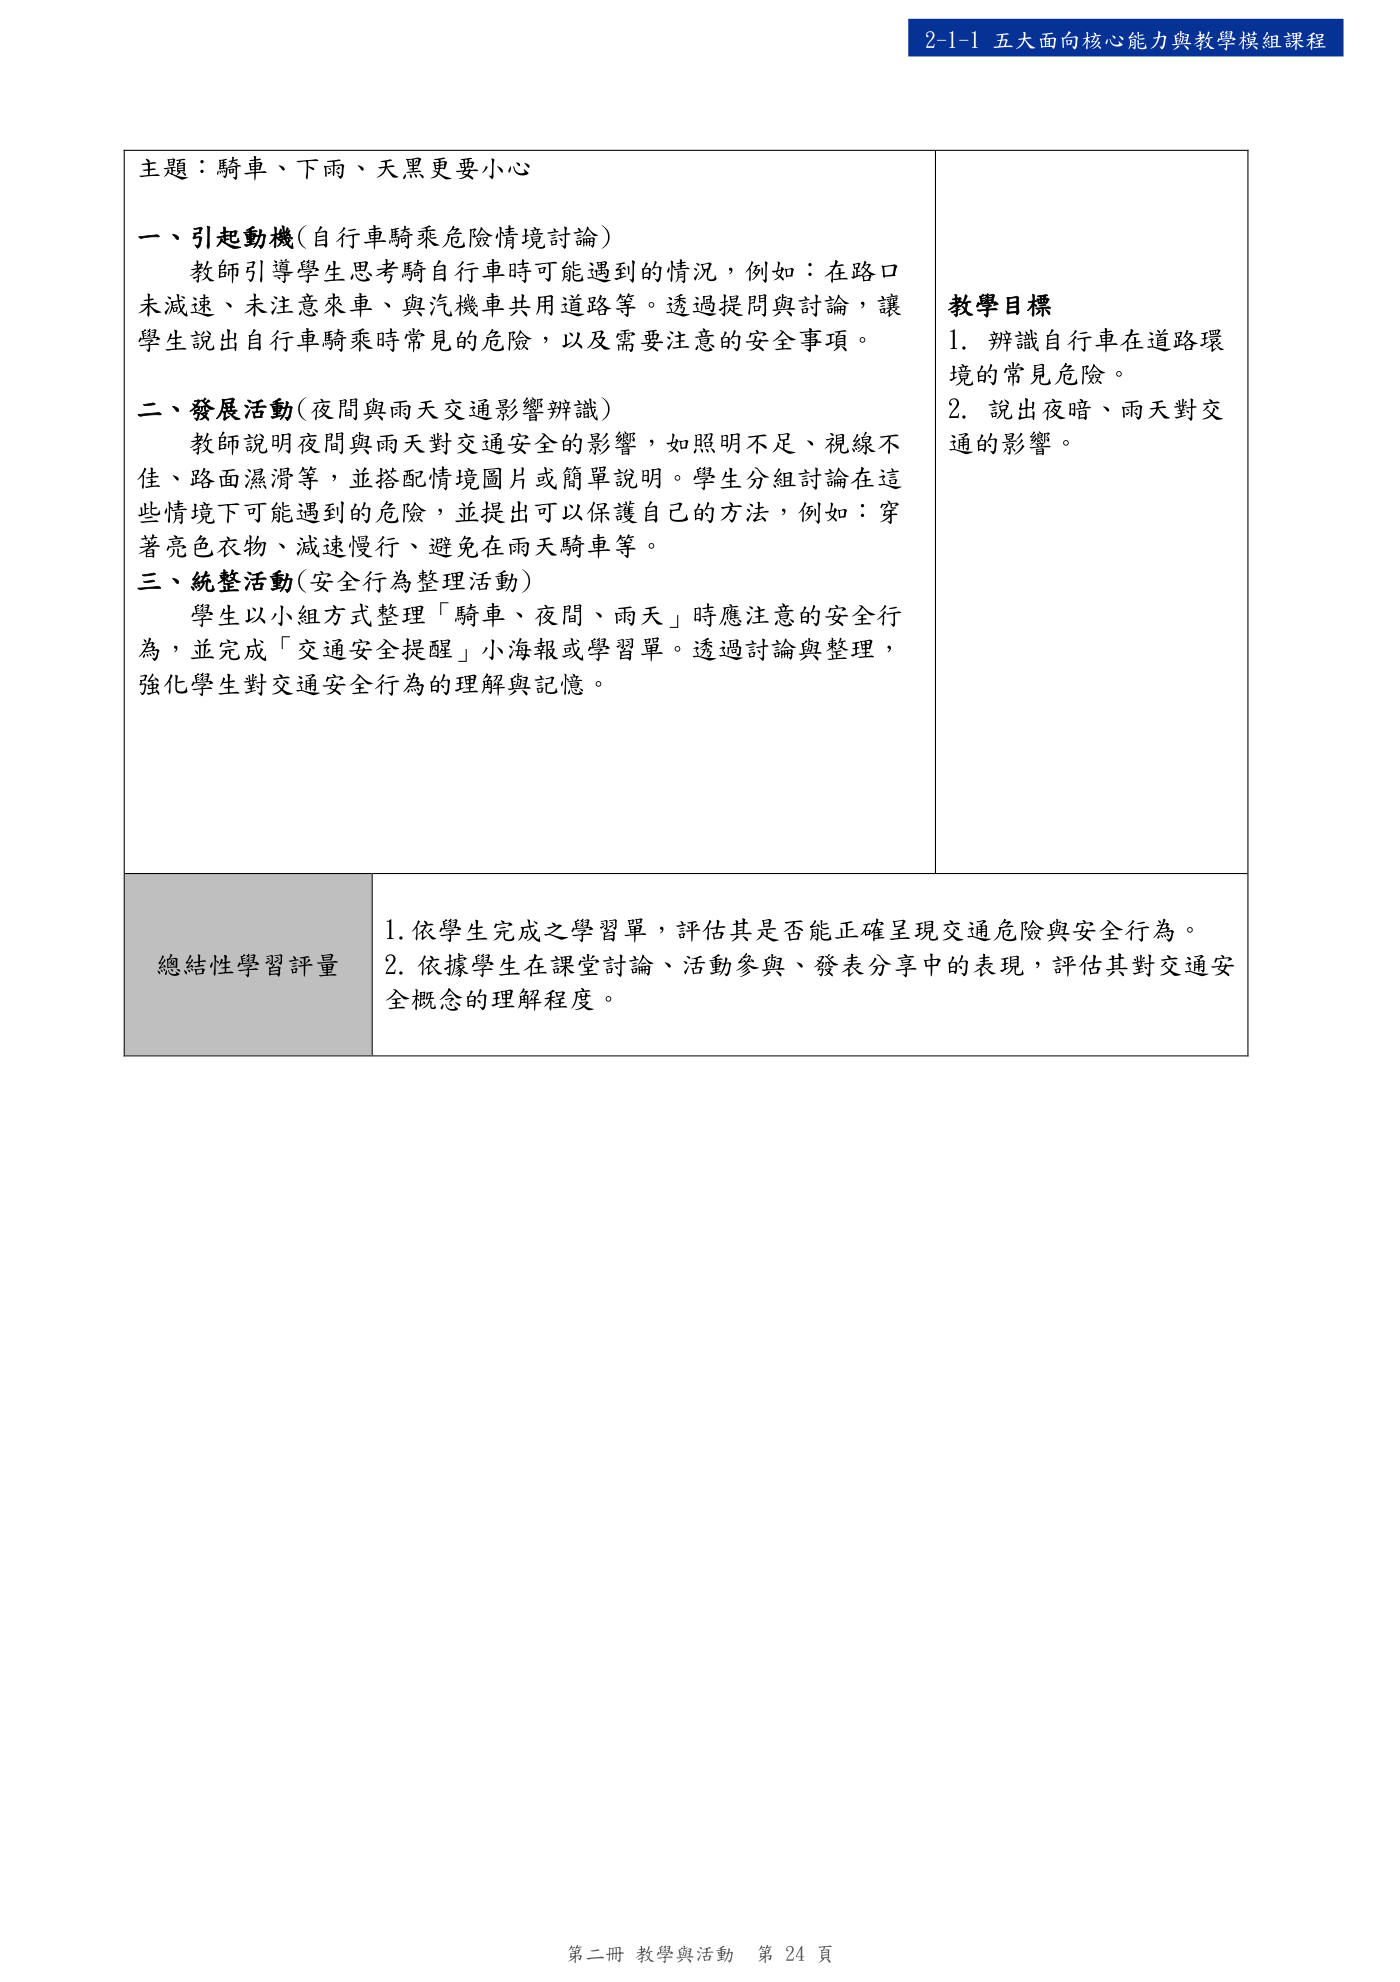 2-1-1 五大面向核心能力與教學模組課程
主題：騎車、下雨、天黑更要小心
一、引起動機(自行車騎乘危險情境討論)
教師引導學生思考騎自行車時可能遇到的情況，例如：在路口
未減速、未注意來車、與汽機車共用道路等。透過提問與討論，讓
學生說出自行車騎乘時常見的危險，以及需要注意的安全事項。
二、發展活動(夜間與雨天交通影響辨識)
教師說明夜間與雨天對交通安全的影響，如照明不足、視線不
佳、路面濕滑等，並搭配情境圖片或簡單說明。學生分組討論在這
些情境下可能遇到的危險，並提出可以保護自己的方法，例如：穿
著亮色衣物、減速慢行、避免在雨天騎車等。
三、統整活動(安全行為整理活動)
學生以小組方式整理「騎車、夜間、雨天」時應注意的安全行
為，並完成「交通安全提醒」小海報或學習單。透過討論與整理，
強化學生對交通安全行為的理解與記憶。
教學目標
1. 辨識自行車在道路環
境的常見危險。
2. 說出夜暗、雨天對交
通的影響。
總結性學習評量
1.依學生完成之學習單，評估其是否能正確呈現交通危險與安全行為。
2. 依據學生在課堂討論、活動參與、發表分享中的表現，評估其對交通安
全概念的理解程度。
第二冊 教學與活動 第 24 頁